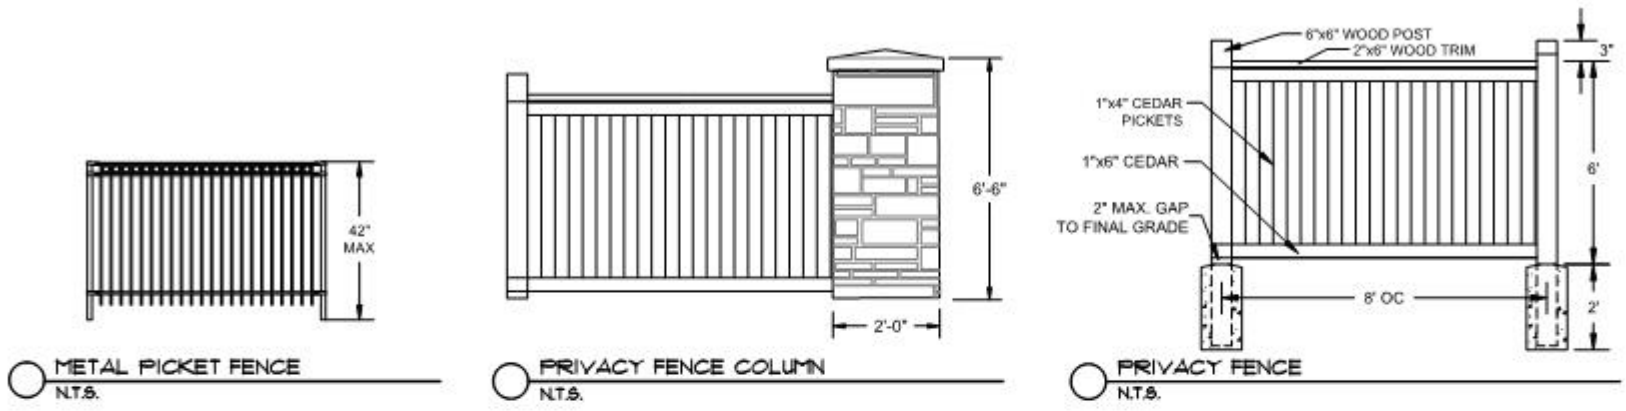 42"
MAX
METAL PICKET FENCE
N.T.S.
6'-6"
2'-0"
PRIVACY FENCE COLUMN
N.T.S.
6"x6" WOOD POST
2"x6" WOOD TRIM
3"
1"x4" CEDAR
PICKETS
1"x6" CEDAR
6'
2" MAX. GAP
TO FINAL GRADE
8' OC
2'
PRIVACY FENCE
N.T.S.